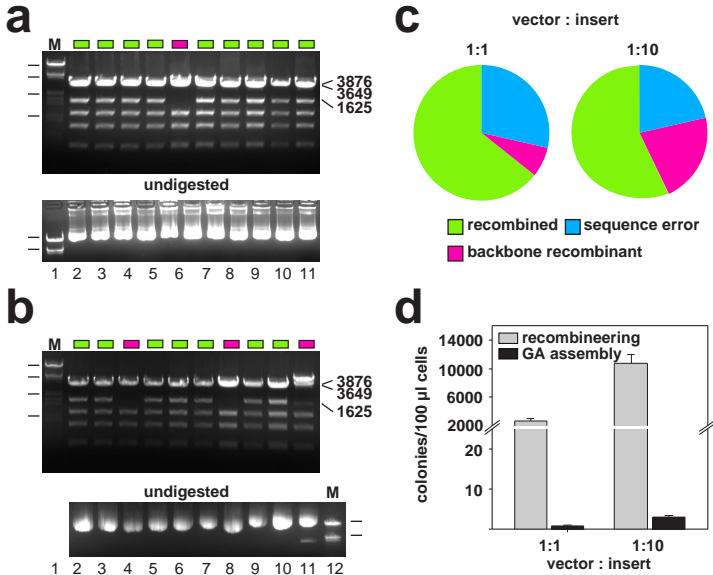 a
M
3876
3649
1625
undigested
1 2 3 4 5 6 7 8 9 10 11
b
M
3876
3649
1625
undigested
M
1 2 3 4 5 6 7 8 9 10 11 12
c
vector : insert
1:1 1:10
recombined sequence error
backbone recombinant
d
recombineering
GA assembly
colonies/100 µl cells
14000
10000
6000
2000
20
10
1:1 1:10
vector : insert